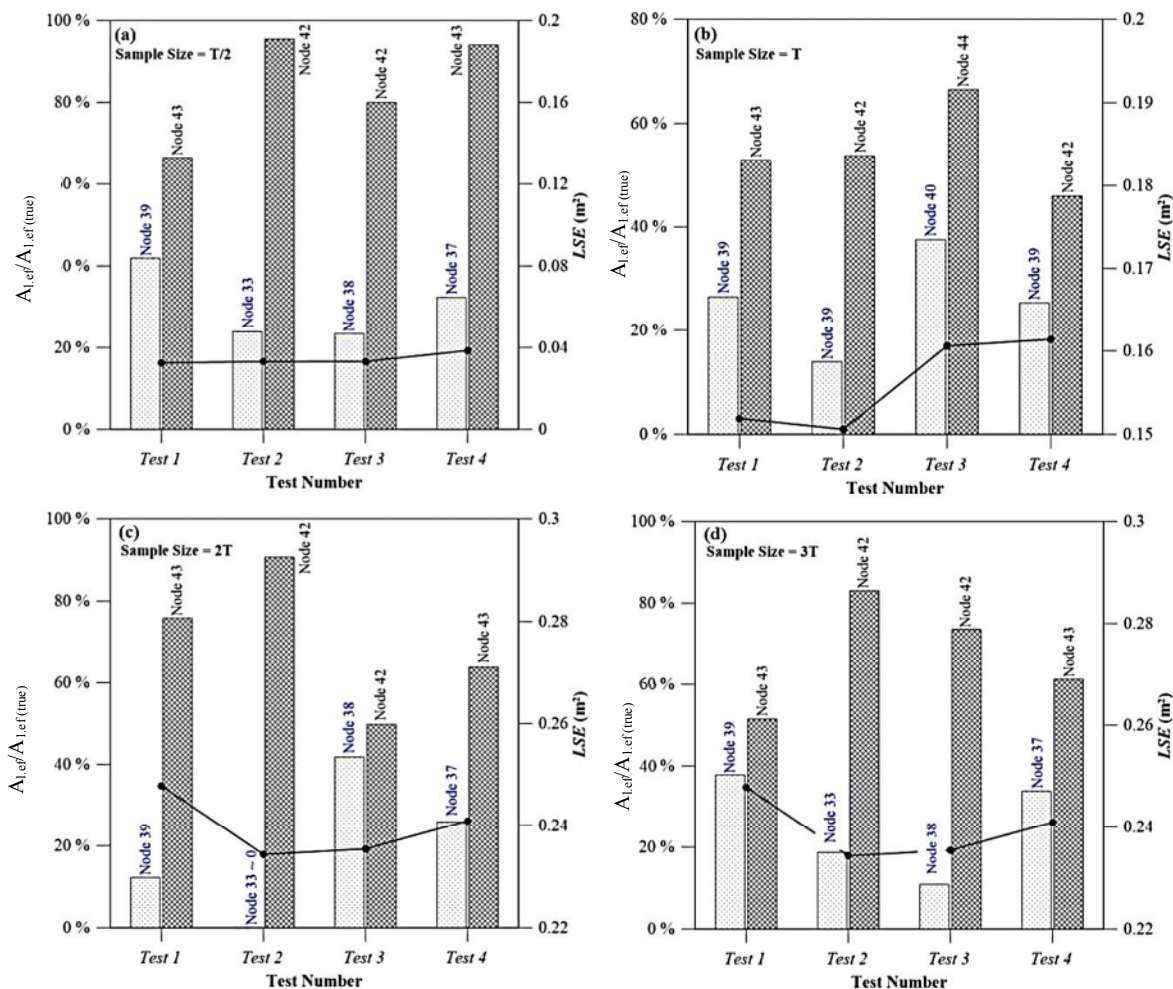 (a)
Sample Size = T/2
100 %
80 %
0 %
0 %
20 %
0 %
A1.ef/A1.ef (true)
Node 39
Node 43
Node 33
Node 42
Node 38
Node 42
Node 37
Node 43
0.2
0.16
0.12
0.08
0.04
0
LSE (m²)
Test 1
Test 2
Test 3
Test 4
Test Number
(b)
Sample Size = T
80 %
60 %
40 %
20 %
0 %
A1.ef/A1.ef (true)
Node 39
Node 43
Node 39
Node 42
Node 40
Node 44
Node 39
Node 42
0.2
0.19
0.18
0.17
0.16
0.15
LSE (m²)
Test 1
Test 2
Test 3
Test 4
Test Number
(c)
Sample Size = 2T
100 %
80 %
60 %
40 %
20 %
0 %
A1.ef/A1.ef (true)
Node 39
Node 43
Node 33 ~ 0
Node 42
Node 38
Node 42
Node 37
Node 43
0.3
0.28
0.26
0.24
0.22
LSE (m²)
Test 1
Test 2
Test 3
Test 4
Test Number
(d)
Sample Size = 3T
100 %
80 %
60 %
40 %
20 %
0 %
A1.ef/A1.ef (true)
Node 39
Node 43
Node 33
Node 42
Node 38
Node 42
Node 37
Node 43
0.3
0.28
0.26
0.24
0.22
LSE (m²)
Test 1
Test 2
Test 3
Test 4
Test Number